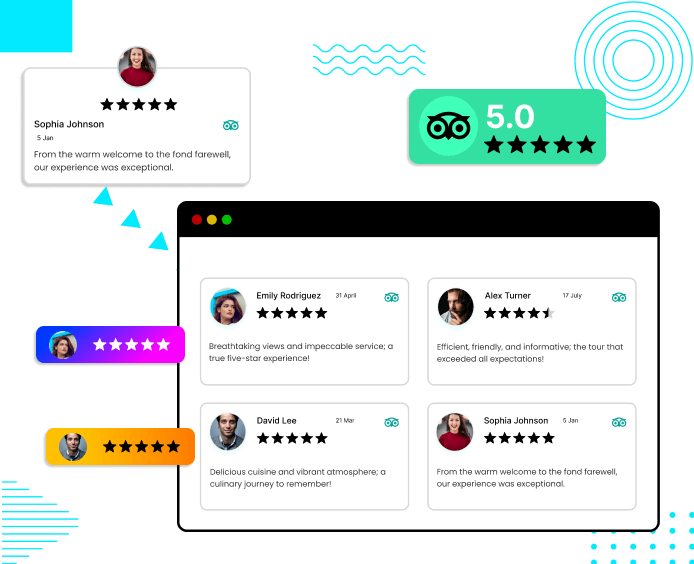 5.0
Sophia Johnson
5 Jan
From the warm welcome to the fond farewell,
our experience was exceptional.
Emily Rodriguez 31 April
Breathtaking views and impeccable service; a
true five-star experience!
Alex Turner 17 July
Efficient, friendly, and informative; the tour that
exceeded all expectations!
David Lee 21 Mar
Delicious cuisine and vibrant atmosphere; a
culinary journey to remember!
Sophia Johnson 5 Jan
From the warm welcome to the fond farewell,
our experience was exceptional.